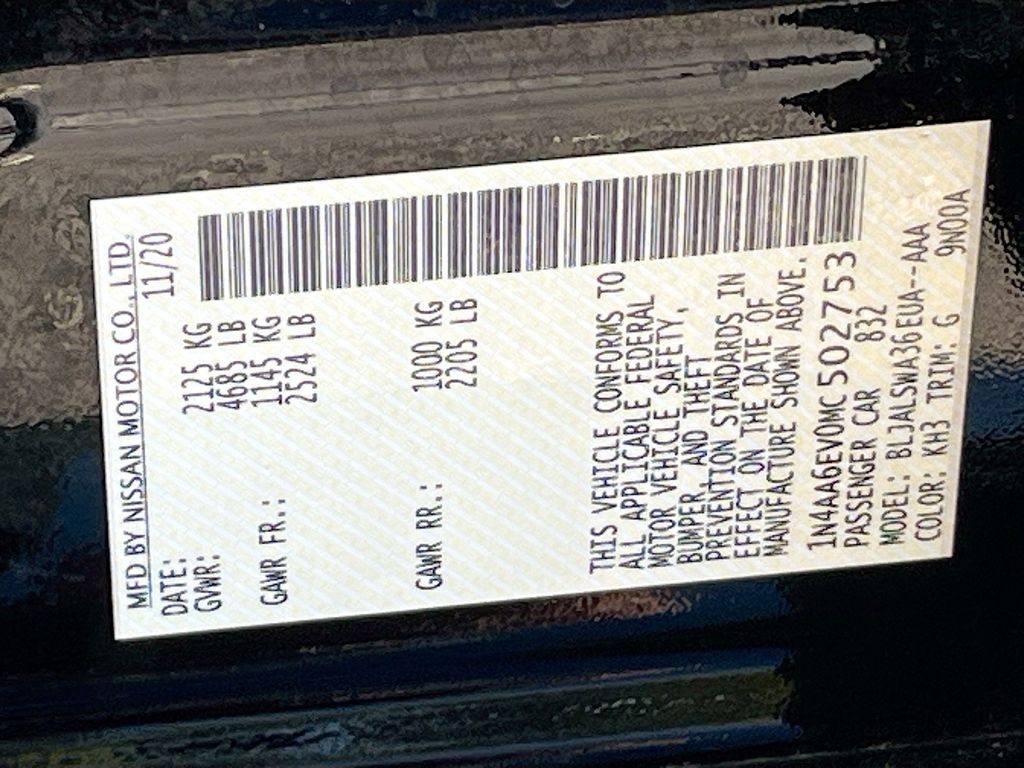 MFD BY NISSAN MOTOR CO., LTD.
DATE: 11/20
GVWR: 2125 KG
4685 LB
GAWR FR.: 1145 KG
2524 LB
GAWR RR.: 1000 KG
2205 LB
THIS VEHICLE CONFORMS TO
ALL APPLICABLE FEDERAL
MOTOR VEHICLE SAFETY,
BUMPER, AND THEFT
PREVENTION STANDARDS IN
EFFECT ON THE DATE OF
MANUFACTURE SHOWN ABOVE.
1N4AA6EV0MC502753
PASSENGER CAR 832
MODEL: BLJALSWA36EUA--AAA
COLOR: KH3 TRIM: G 9N00A